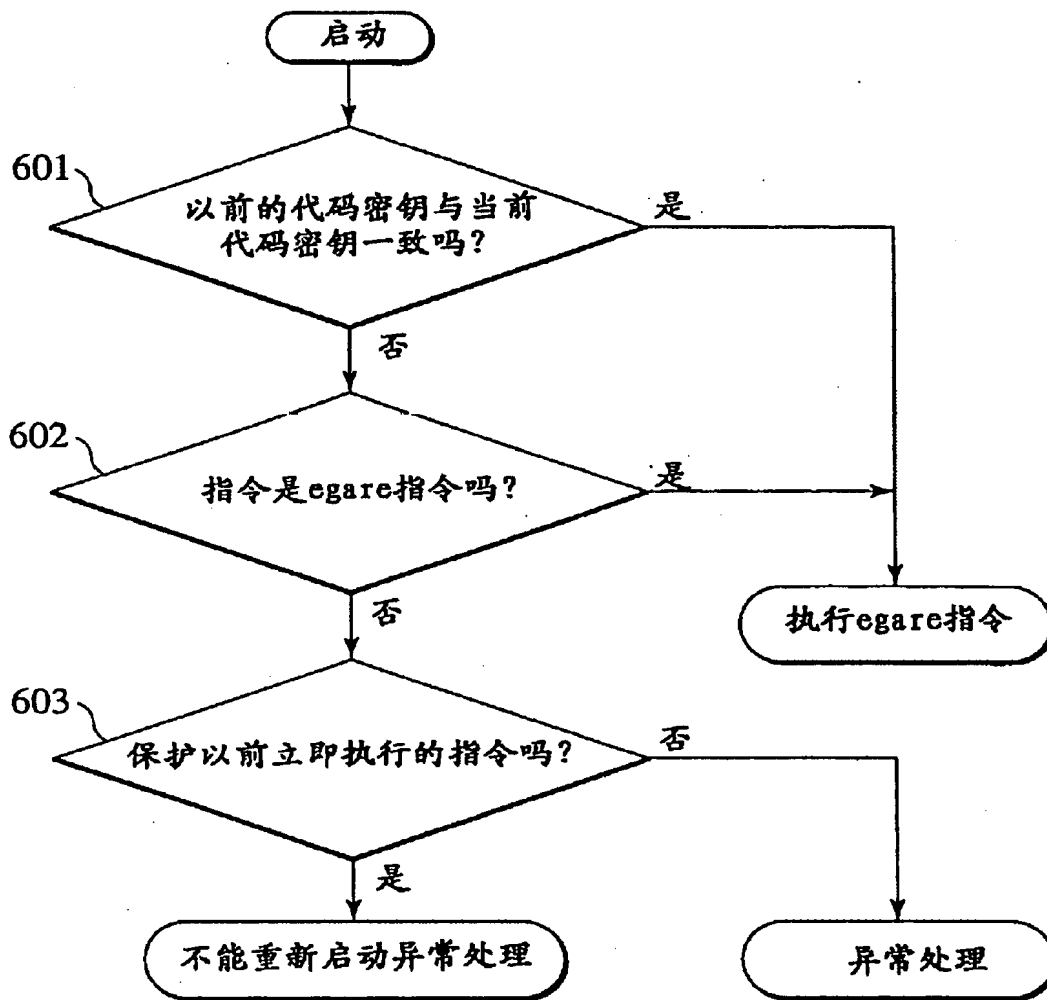 启动
601
以前的代码密钥与当前
代码密钥一致吗?
是
否
602
指令是egare指令吗?
是
否
执行egare指令
603
保护以前立即执行的指令吗?
否
是
不能重新启动异常处理
异常处理